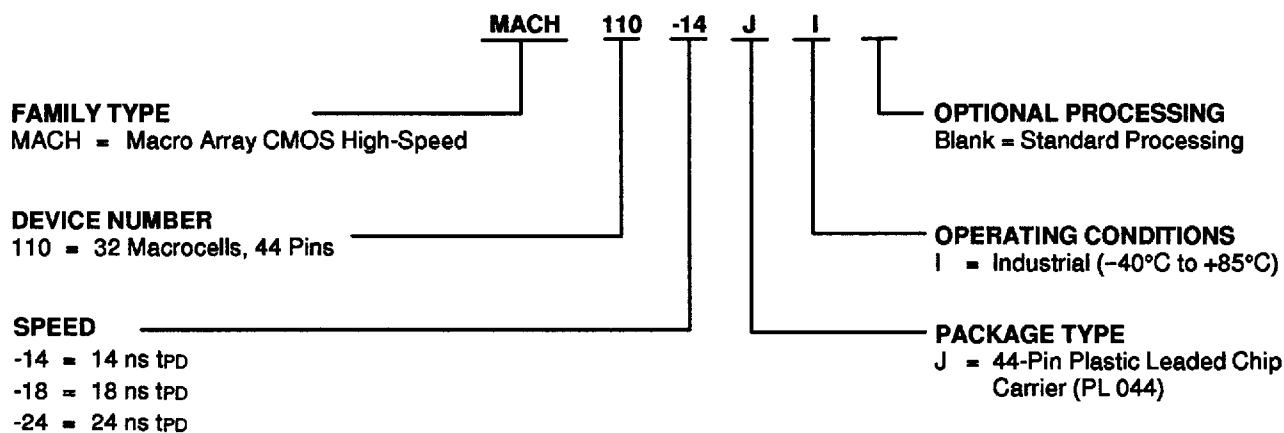 MACH 110 -14 J I
FAMILY TYPE
MACH = Macro Array CMOS High-Speed
DEVICE NUMBER
110 = 32 Macrocells, 44 Pins
SPEED
-14 = 14 ns tPD
-18 = 18 ns tPD
-24 = 24 ns tPD
OPTIONAL PROCESSING
Blank = Standard Processing
OPERATING CONDITIONS
I = Industrial (–40°C to +85°C)
PACKAGE TYPE
J = 44-Pin Plastic Leaded Chip
Carrier (PL 044)